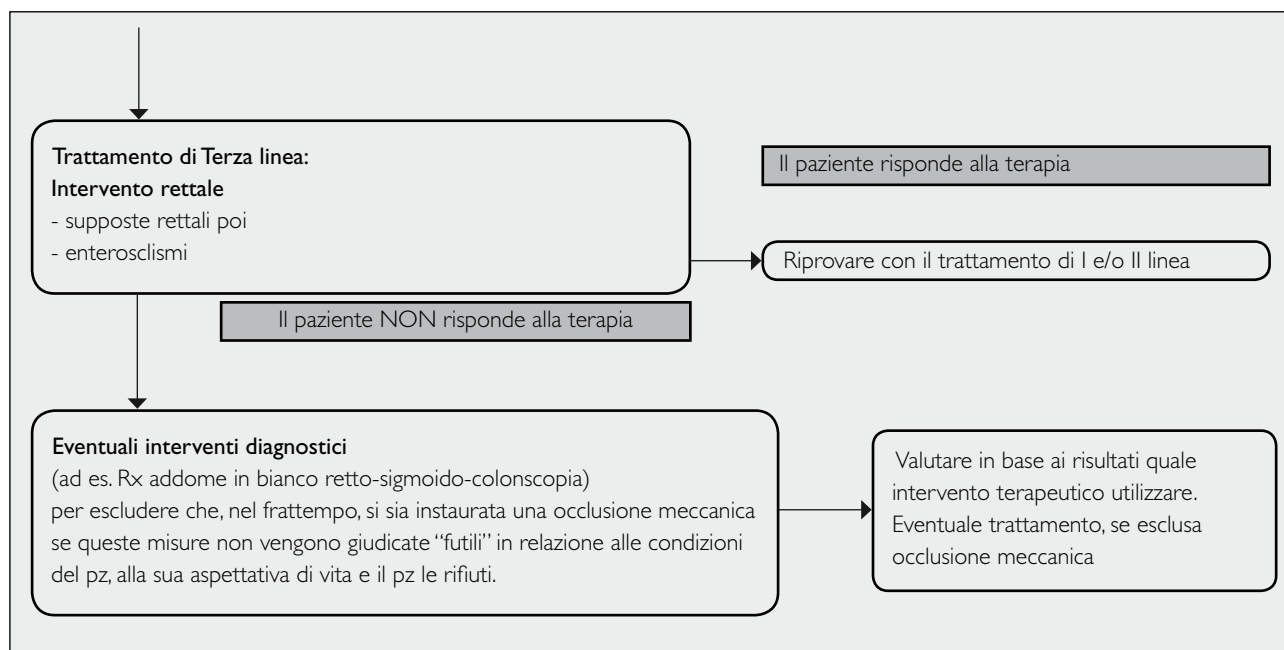 Trattamento di Terza linea:
Intervento rettale
- supposte rettali poi
- enterosclismi
Il paziente risponde alla terapia
Riprovare con il trattamento di I e/o II linea
Il paziente NON risponde alla terapia
Eventuali interventi diagnostici
(ad es. Rx addome in bianco retto-sigmoido-colonscopia)
per escludere che, nel frattempo, si sia instaurata una occlusione meccanica
se queste misure non vengono giudicate “futili” in relazione alle condizioni
del pz, alla sua aspettativa di vita e il pz le rifiuti.
Valutare in base ai risultati quale
intervento terapeutico utilizzare.
Eventuale trattamento, se esclusa
occlusione meccanica